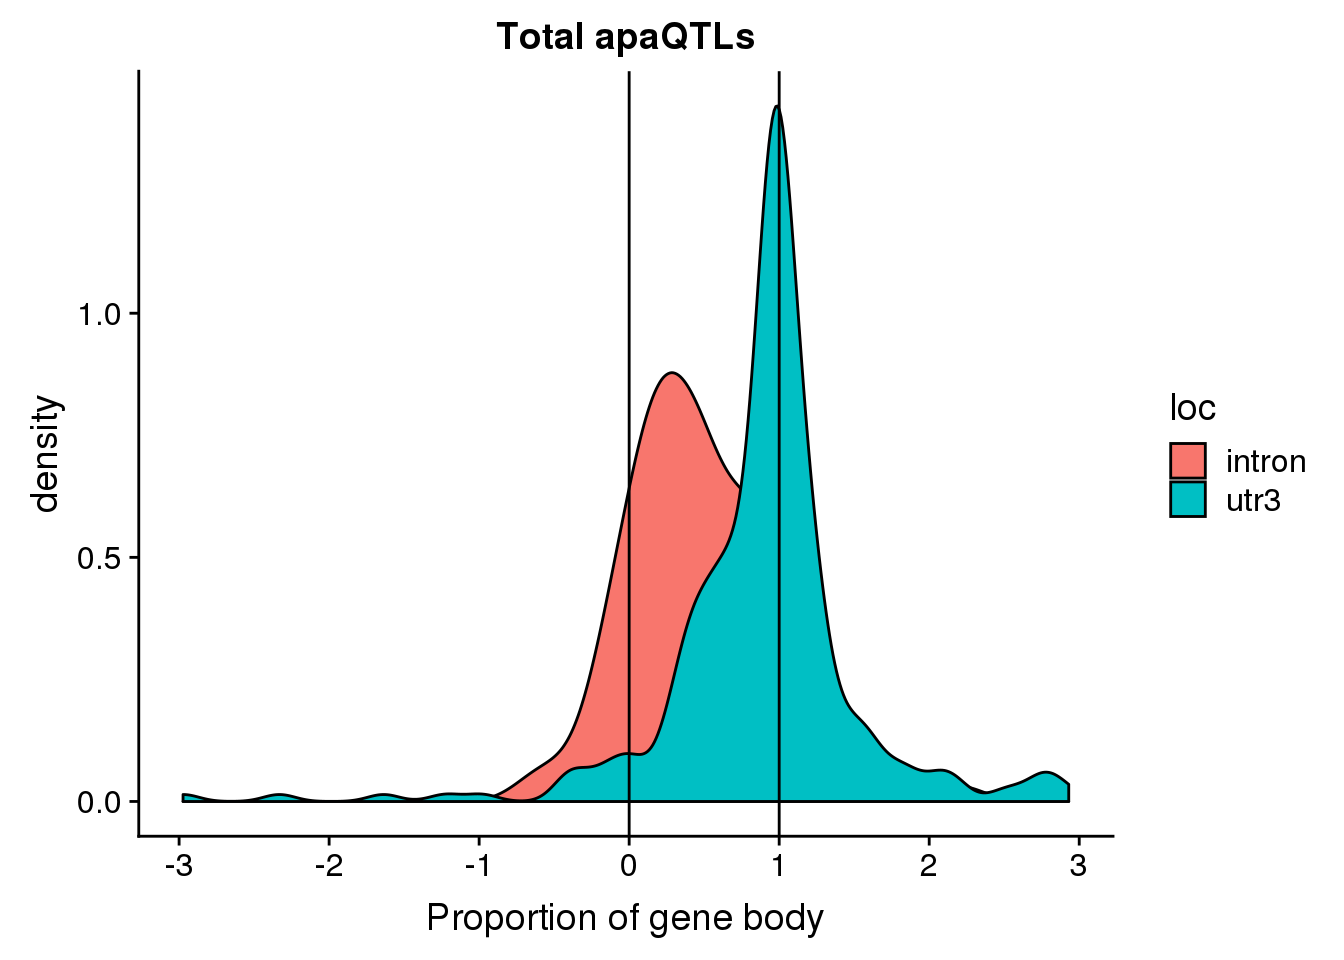 Total apaQTLs
density
1.0
0.5
0.0
-3 -2 -1 0 1 2 3
Proportion of gene body
loc
intron
utr3